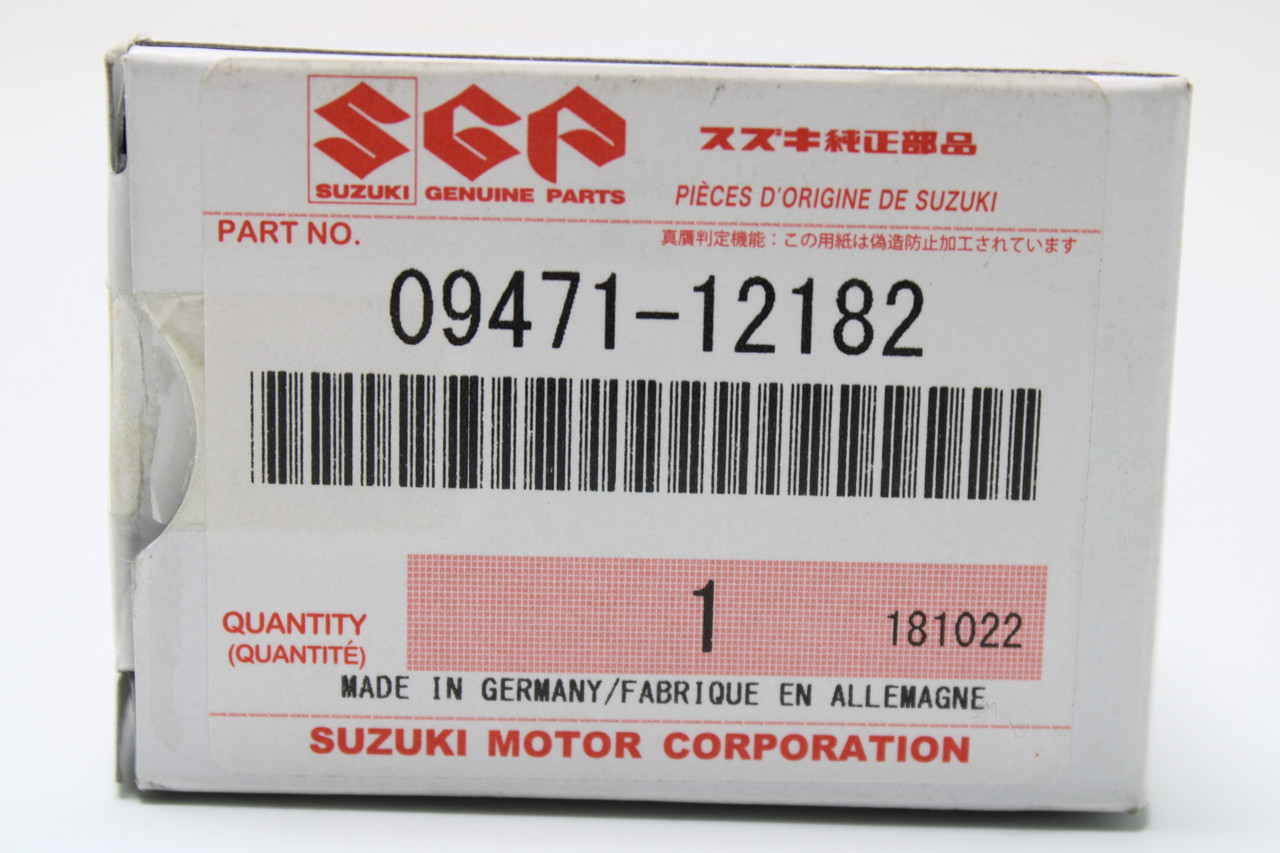 SGP
スズキ純正部品
SUZUKI GENUINE PARTS
PIÈCES D'ORIGINE DE SUZUKI
PART NO.
真贋判定機能：この用紙は偽造防止加工されています
09471-12182
1
181022
QUANTITY
(QUANTITÉ)
MADE IN GERMANY/FABRIQUE EN ALLEMAGNE
SUZUKI MOTOR CORPORATION